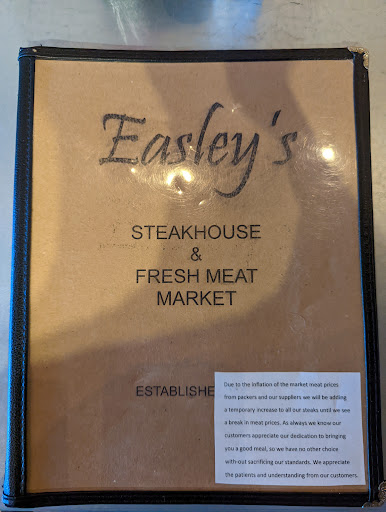 Easley's
STEAKHOUSE
&
FRESH MEAT
MARKET
Due to the inflation of the market meat prices
from packers and our suppliers we will be adding
a temporary increase to all our steaks until we see
a break in meat prices. As always we know our
customers appreciate our dedication to bringing
you a good meal, so we have no other choice
with out sacrificing our standards. We appreciate
the patients and understanding from our customers.